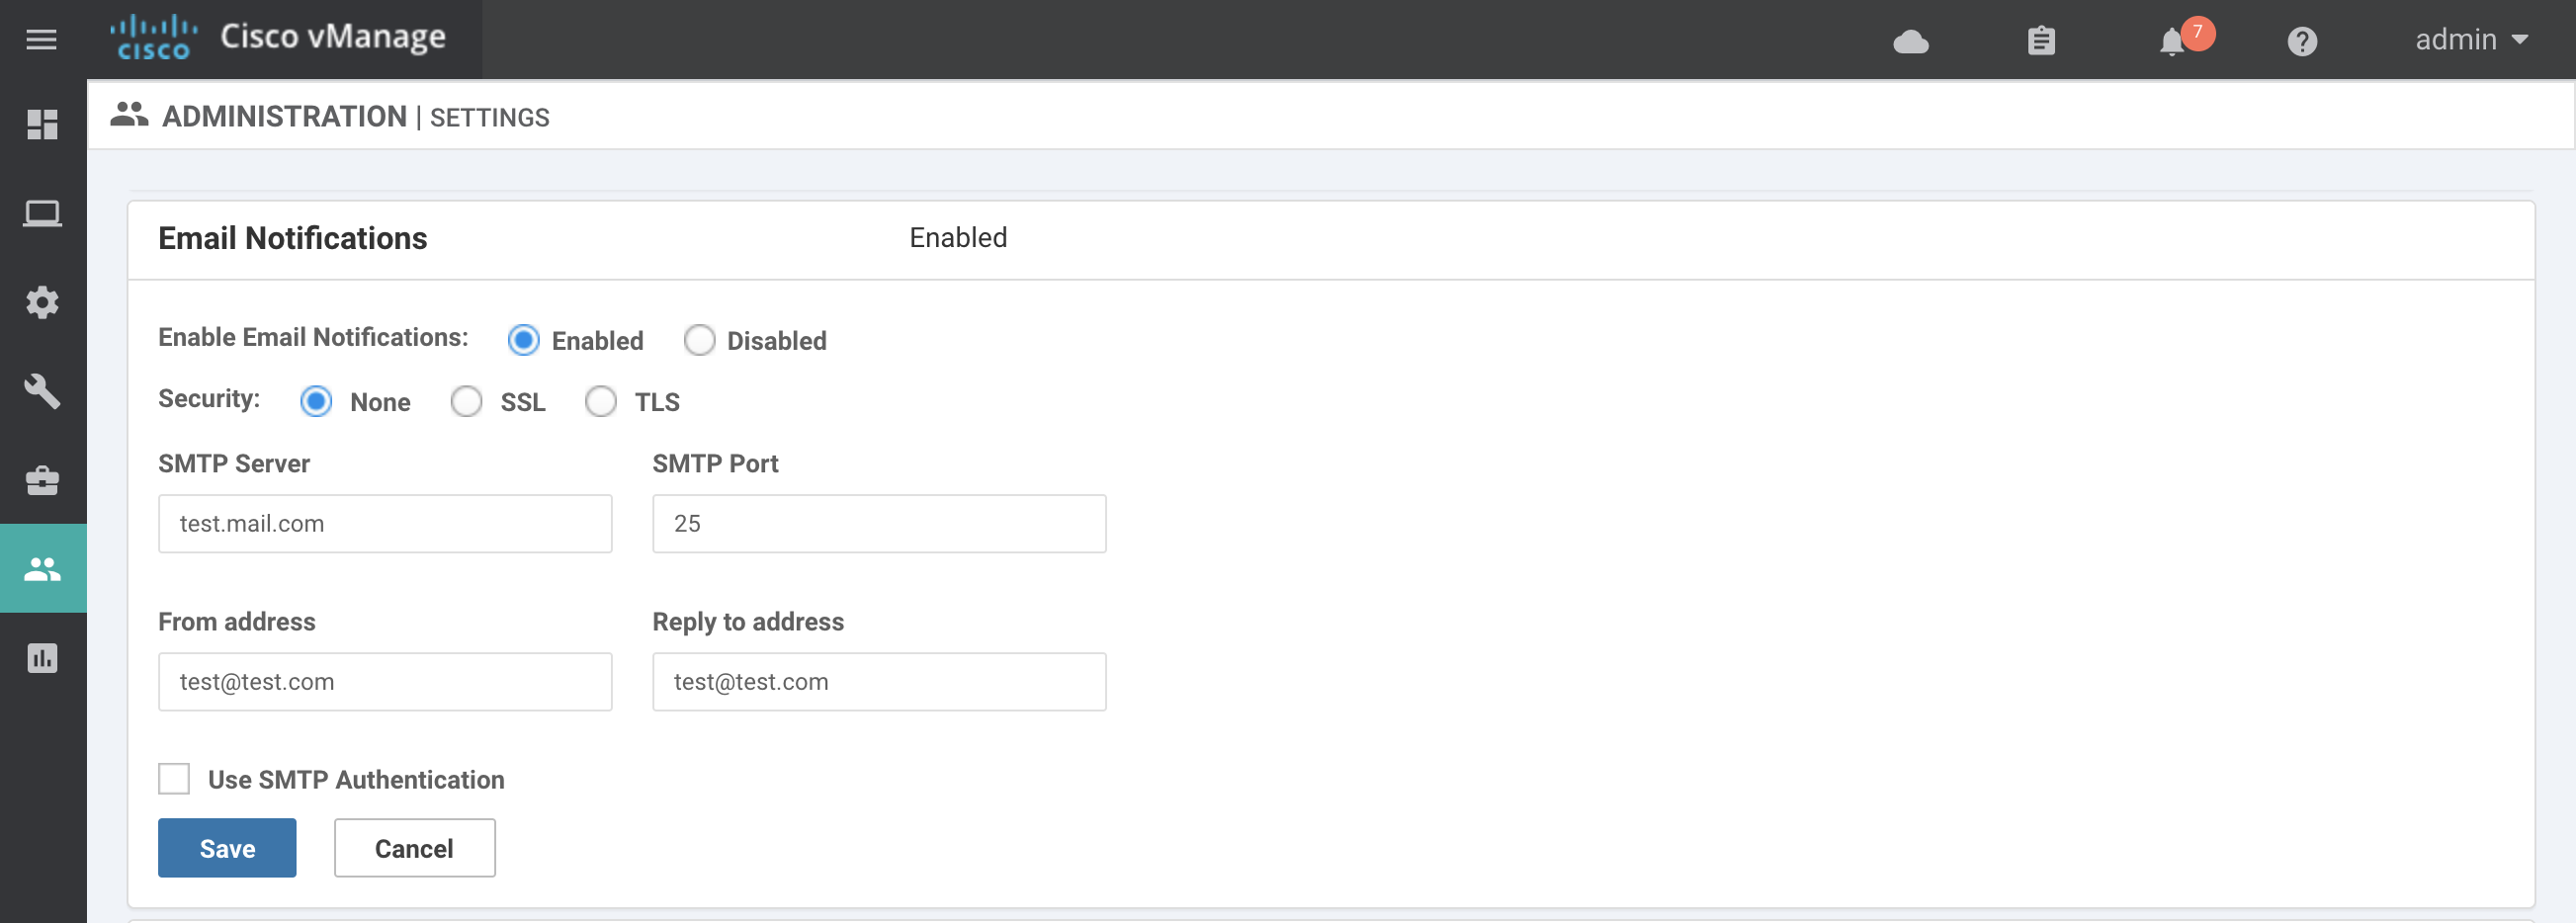 CISCO Cisco vManage 7 admin
ADMINISTRATION | SETTINGS
Email Notifications Enabled
Enable Email Notifications: Enabled Disabled
Security: None SSL TLS
SMTP Server SMTP Port
test.mail.com 25
From address Reply to address
test@test.com test@test.com
Use SMTP Authentication
Save Cancel